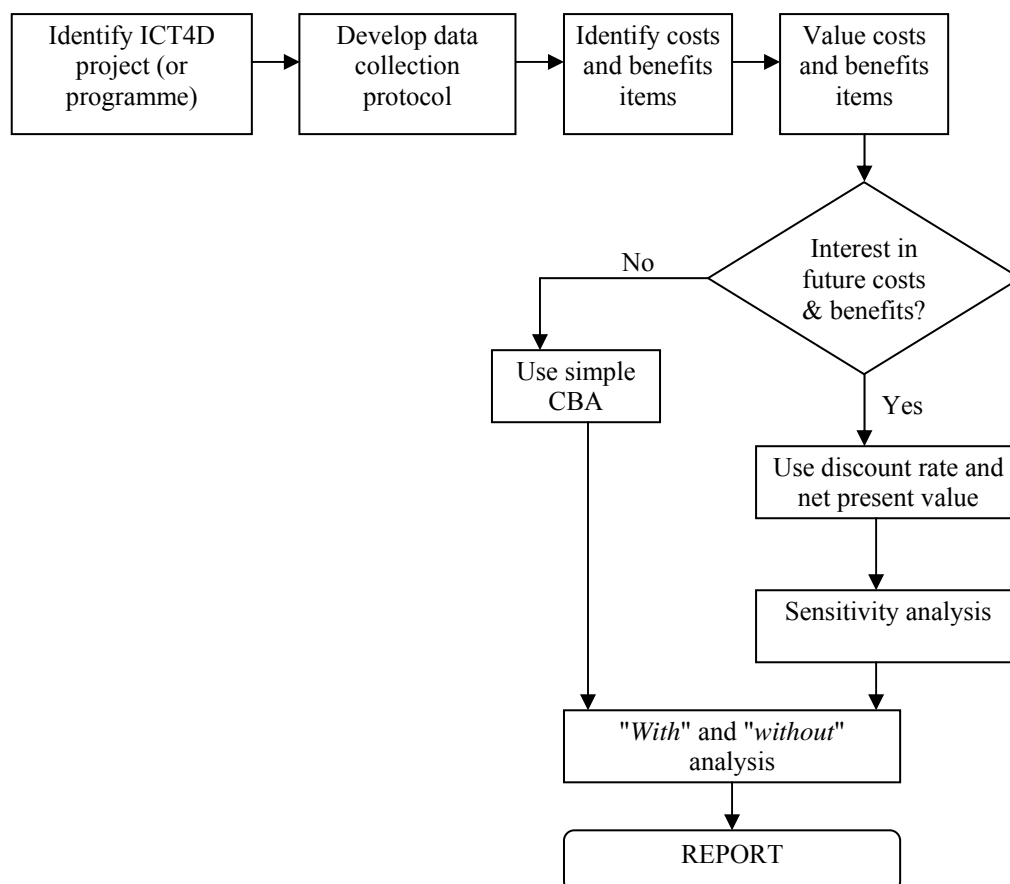 Identify ICT4D
project (or
programme)
Develop data
collection
protocol
Identify costs
and benefits
items
Value costs
and benefits
items
Interest in
future costs
& benefits?
No
Yes
Use simple
CBA
Use discount rate and
net present value
Sensitivity analysis
"With" and "without"
analysis
REPORT